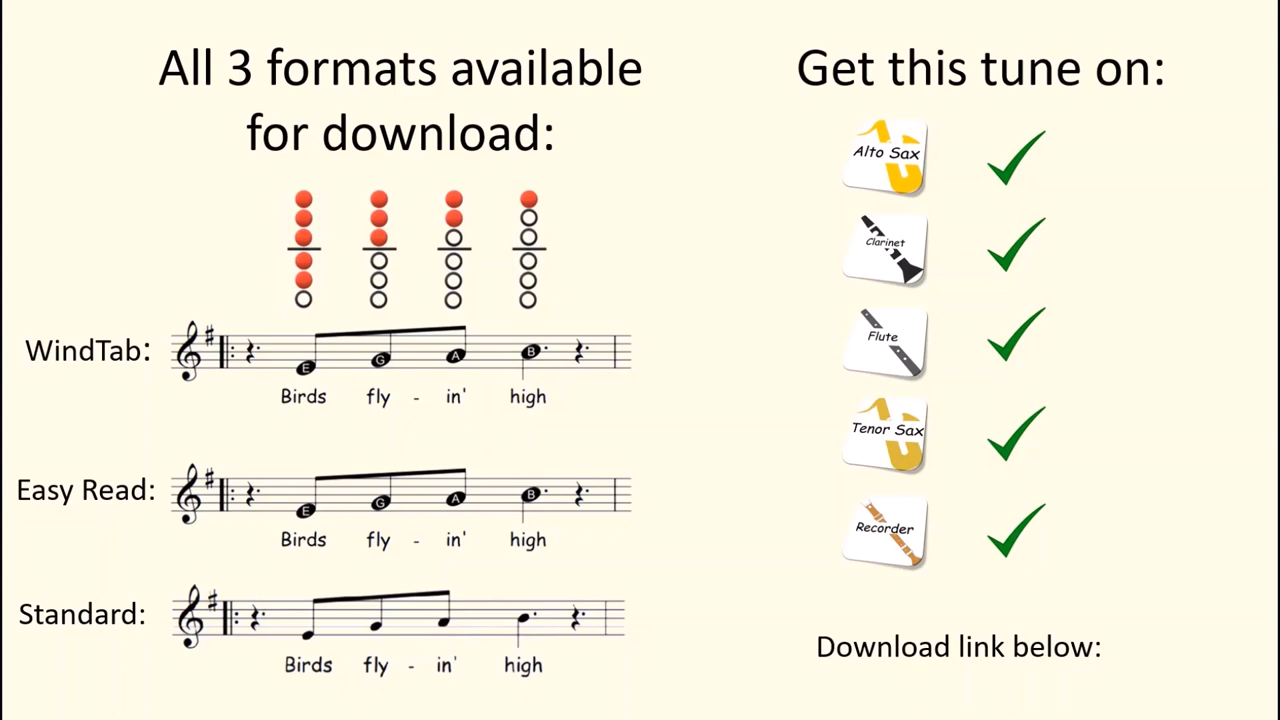 All 3 formats available
for download:
WindTab:
E G A B
Birds fly - in' high
Easy Read:
E G A B
Birds fly - in' high
Standard:
Birds fly - in' high
Get this tune on:
Alto Sax
Clarinet
Flute
Tenor Sax
Recorder
Download link below: